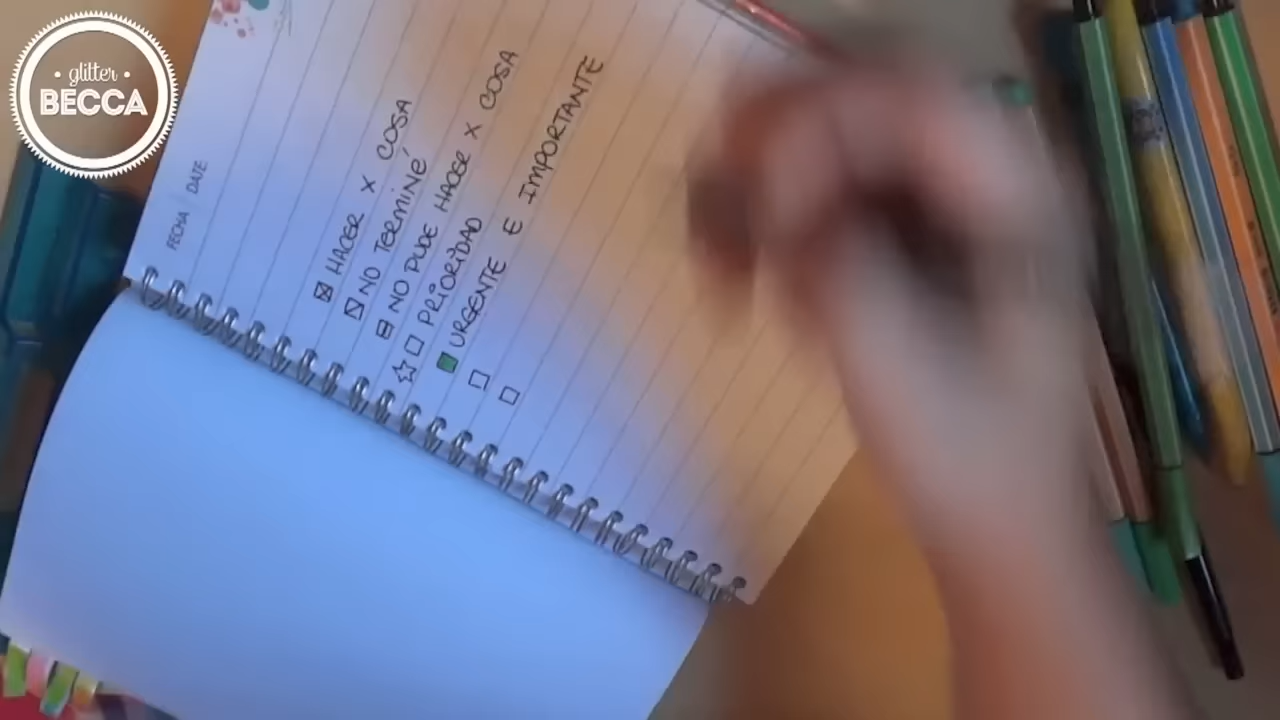 glitter
BECCA
FECHA DATE
HACER X COSA
NO TERMINÉ
NO PUDE HACER X COSA
PRIORIDAD
URGENTE E IMPORTANTE